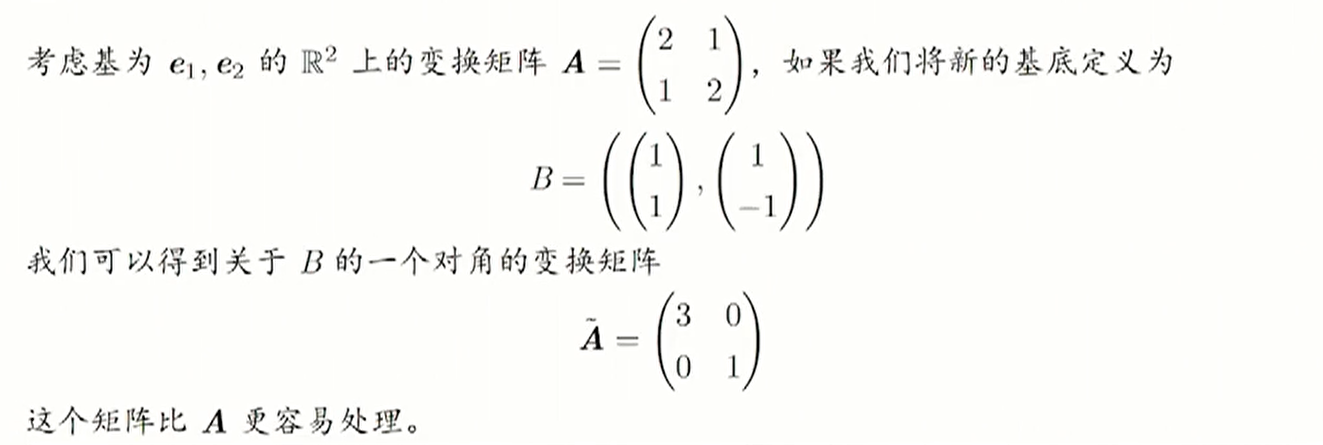 考虑基为 $e_1, e_2$ 的 $\mathbb{R}^2$ 上的变换矩阵 $\boldsymbol{A} = \begin{pmatrix} 2 & 1 \\ 1 & 2 \end{pmatrix}$，如果我们将新的基底定义为
$B = \left( \begin{pmatrix} 1 \\ 1 \end{pmatrix}, \begin{pmatrix} 1 \\ -1 \end{pmatrix} \right)$
我们可以得到关于 $B$ 的一个对角的变换矩阵
$\tilde{\boldsymbol{A}} = \begin{pmatrix} 3 & 0 \\ 0 & 1 \end{pmatrix}$
这个矩阵比 $\boldsymbol{A}$ 更容易处理。